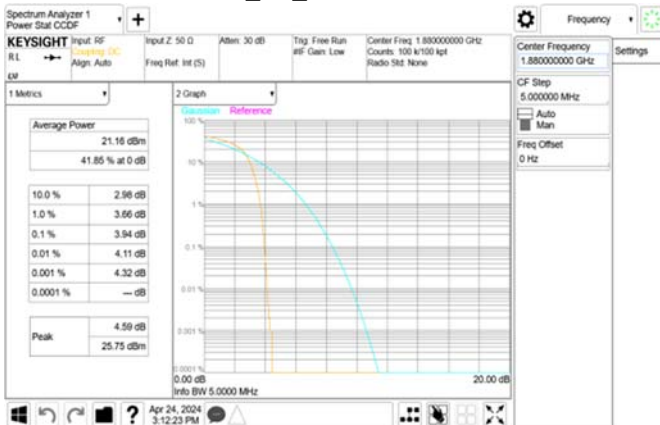 Spectrum Analyzer 1
Power Stat CCDF
KEYSIGHT
RL
Input: RF
Coupling: DC
Align: Auto
Input Z: 50 Ω
Freq Ref: Int (S)
Atten: 30 dB
Trig: Free Run
#IF Gain: Low
Center Freq: 1.880000000 GHz
Counts: 100 k/100 kpt
Radio Std: None
1 Metrics
Average Power
21.16 dBm
41.85 % at 0 dB
10.0 % 2.98 dB
1.0 % 3.66 dB
0.1 % 3.94 dB
0.01 % 4.11 dB
0.001 % 4.32 dB
0.0001 % --- dB
Peak
4.59 dB
25.75 dBm
2 Graph
Gaussian Reference
100 %
10 %
1 %
0.1 %
0.01 %
0.001 %
0.0001 %
0.00 dB 20.00 dB
Info BW 5.0000 MHz
Apr 24, 2024
3:12:23 PM
Frequency
Center Frequency
1.880000000 GHz
CF Step
5.000000 MHz
Auto
Man
Freq Offset
0 Hz
Settings